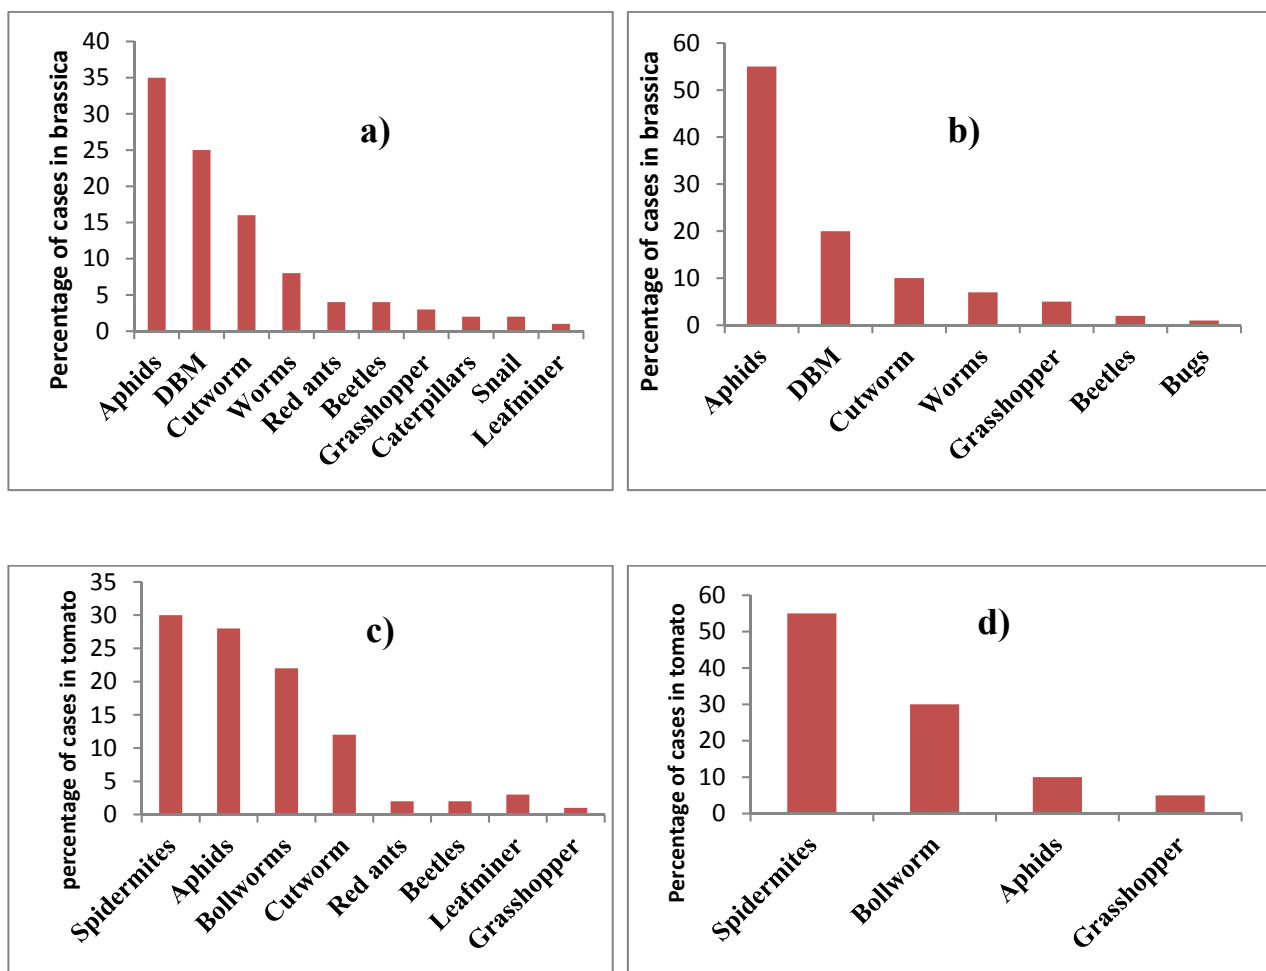 Percentage of cases in brassica
40
35
30
25
20
15
10
5
0
a)
Aphids
DBM
Cutworm
Worms
Red ants
Beetles
Grasshopper
Caterpillars
Snail
Leafminer
Percentage of cases in brassica
60
50
40
30
20
10
0
b)
Aphids
DBM
Cutworm
Worms
Grasshopper
Beetles
Bugs
percentage of cases in tomato
35
30
25
20
15
10
5
0
c)
Spidermites
Aphids
Bollworms
Cutworm
Red ants
Beetles
Leafminer
Grasshopper
Percentage of cases in tomato
60
50
40
30
20
10
0
d)
Spidermites
Bollworm
Aphids
Grasshopper